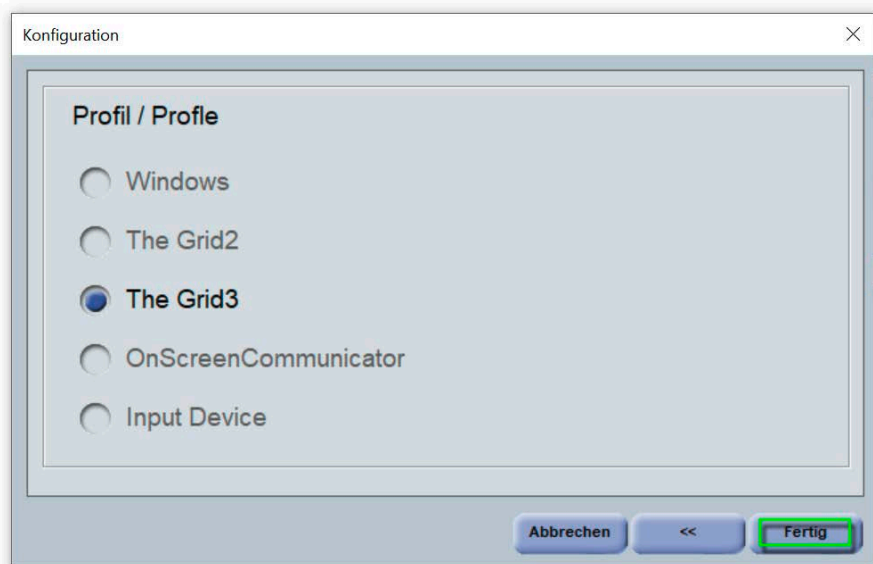 Konfiguration
Profil / Profle
Windows
The Grid2
The Grid3
OnScreenCommunicator
Input Device
Abbrechen << Fertig